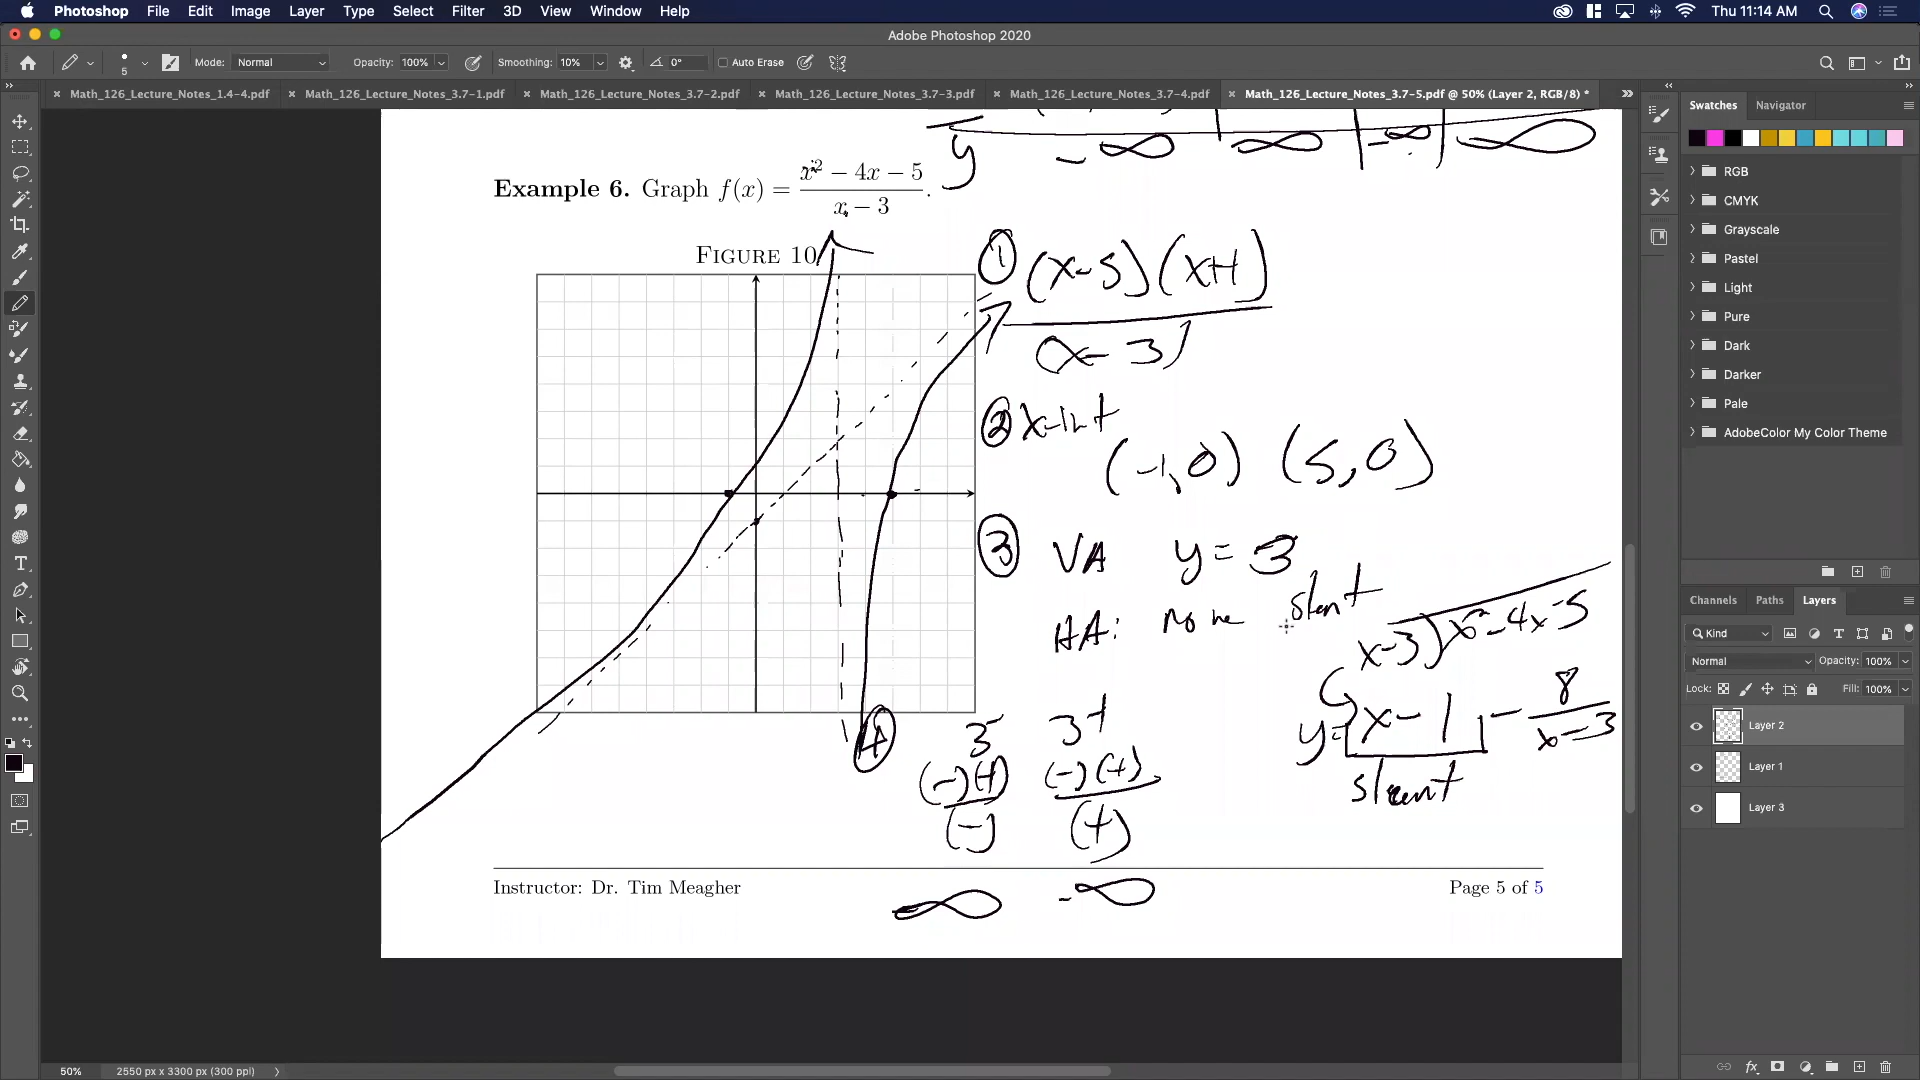 Photoshop File Edit Image Layer Type Select Filter 3D View Window Help Thu 11:14 AM
Adobe Photoshop 2020
5 Mode: Normal Opacity: 100% Smoothing: 10% 0° Auto Erase
Math_126_Lecture_Notes_1.4-4.pdf Math_126_Lecture_Notes_3.7-1.pdf Math_126_Lecture_Notes_3.7-2.pdf Math_126_Lecture_Notes_3.7-3.pdf Math_126_Lecture_Notes_3.7-4.pdf Math_126_Lecture_Notes_3.7-5.pdf @ 50% (Layer 2, RGB/8) *
y -∞ ∞ -∞ ∞
Example 6. Graph f(x) = (x² − 4x − 5)/(x − 3).
FIGURE 10
① (x-5)(x+1)
(x-3)
② x-int
(-1,0) (5,0)
③ VA y = 3
HA: none slant
x-3)x²-4x-5
y= x-1 - 8/(x-3)
slant
④ 3⁻ 3⁺
(-)(+) (-)(+)
(-) (+)
∞ -∞
Instructor: Dr. Tim Meagher Page 5 of 5
50% 2550 px x 3300 px (300 ppi)
Swatches Navigator
RGB
CMYK
Grayscale
Pastel
Light
Pure
Dark
Darker
Pale
AdobeColor My Color Theme
Channels Paths Layers
Kind
Normal Opacity: 100%
Lock: Fill: 100%
Layer 2
Layer 1
Layer 3
fx